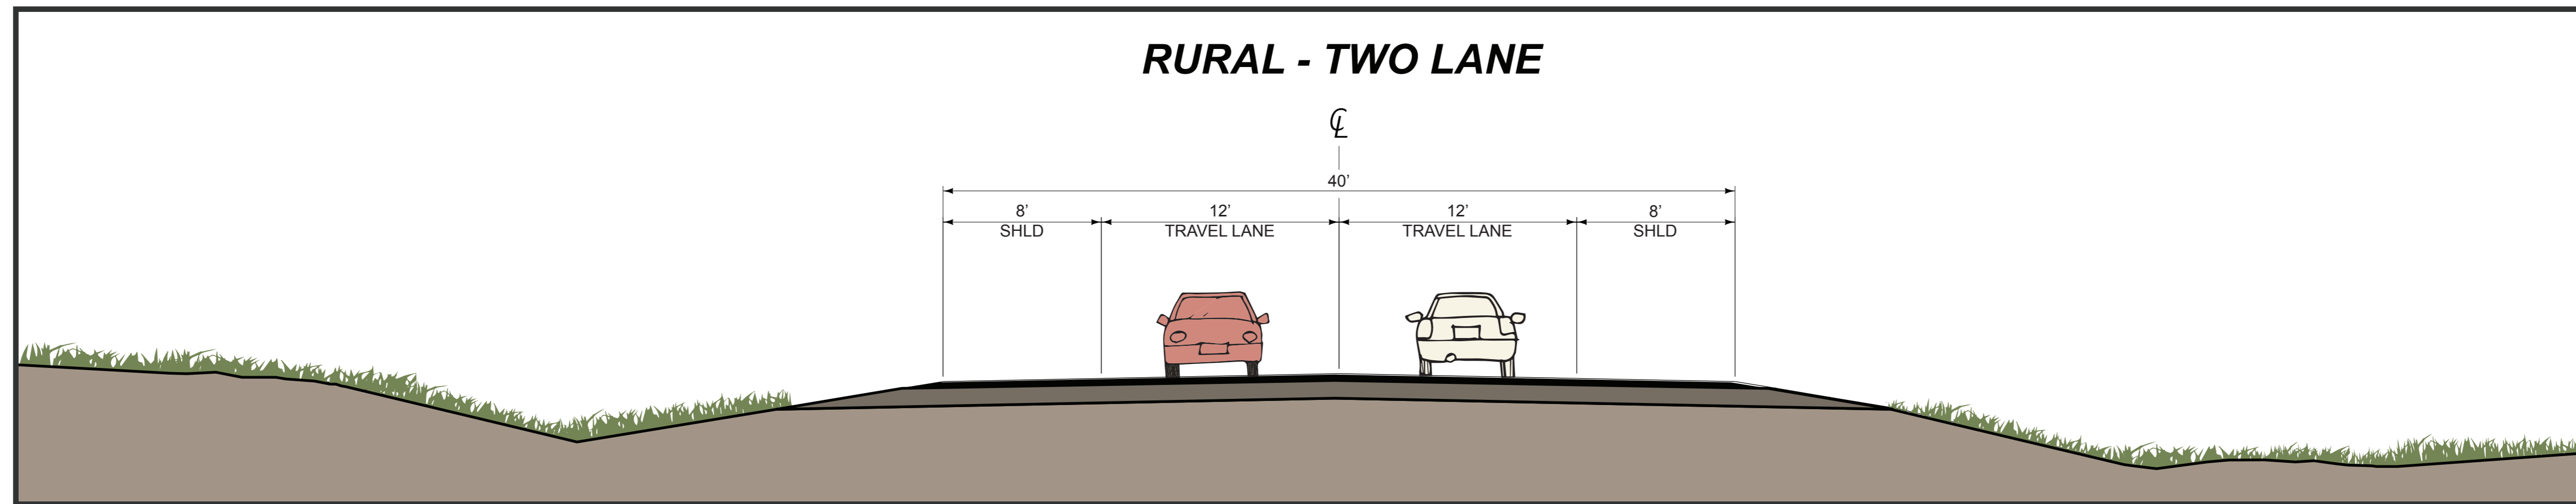 RURAL - TWO LANE
℄
40’
8’ 12’ 12’ 8’
SHLD TRAVEL LANE TRAVEL LANE SHLD